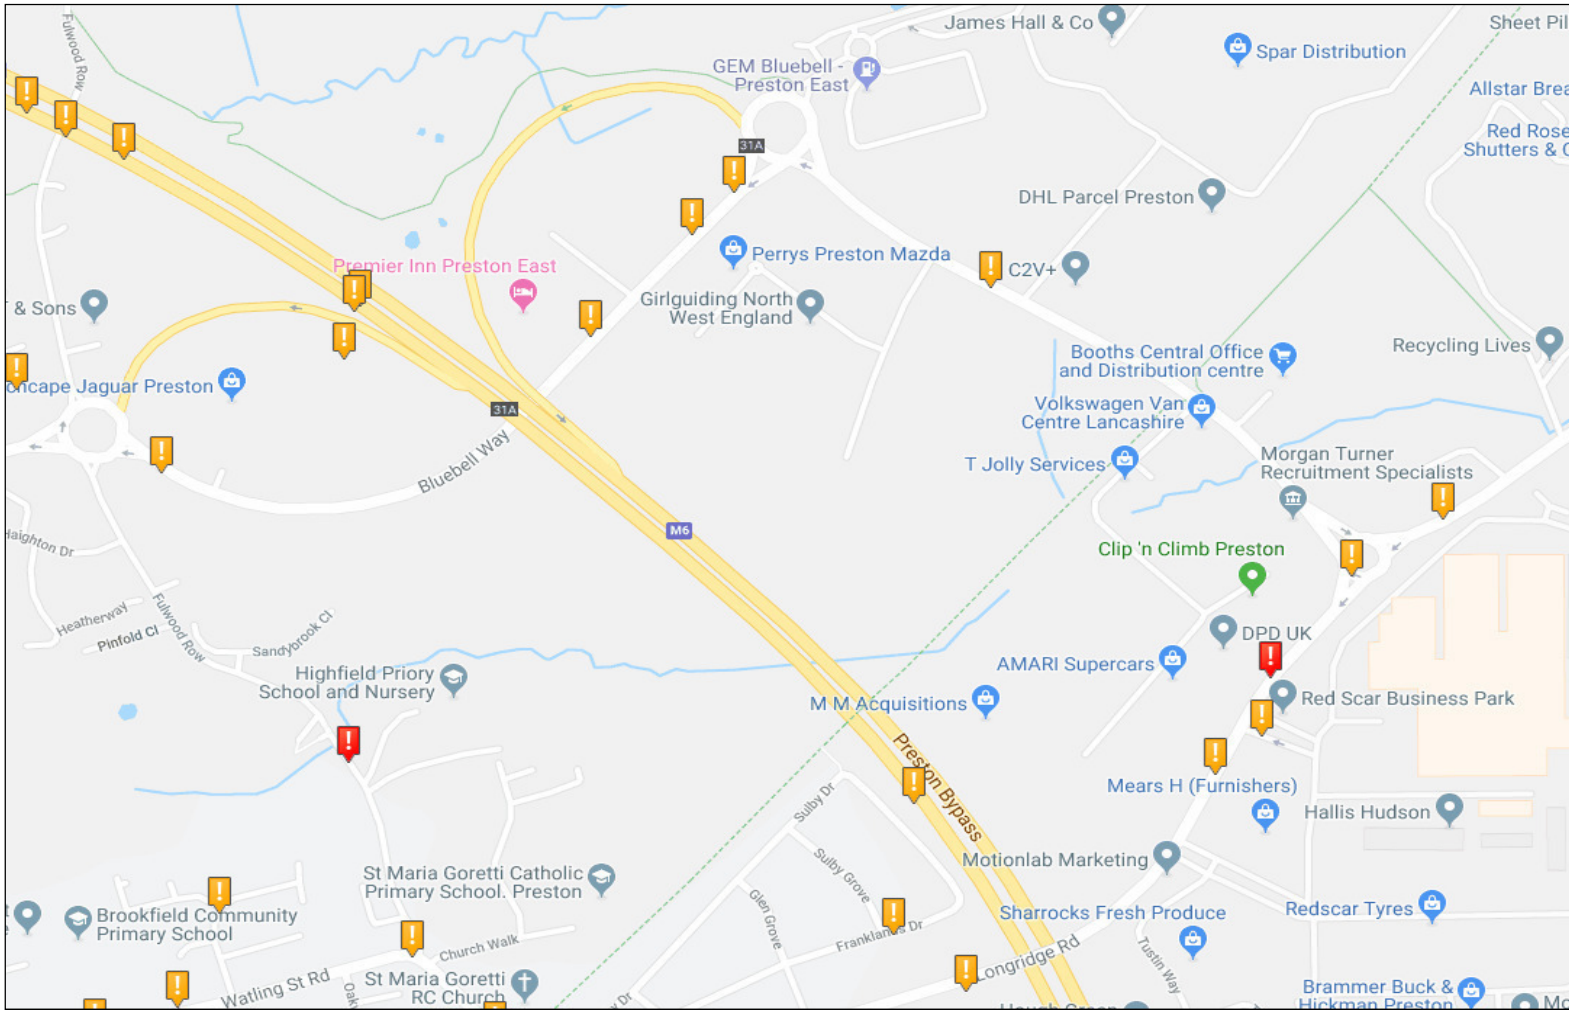 Fulwood Row
James Hall & Co
Sheet Pil
Spar Distribution
GEM Bluebell -
Preston East
Allstar Brea
Red Rose
Shutters & C
31A
DHL Parcel Preston
Perrys Preston Mazda
Premier Inn Preston East
C2V+
Girlguiding North
West England
& Sons
Recycling Lives
Booths Central Office
and Distribution centre
oncape Jaguar Preston
31A
Volkswagen Van
Centre Lancashire
Bluebell Way
T Jolly Services
Morgan Turner
Recruitment Specialists
M6
Haighton Dr
Clip 'n Climb Preston
Heatherway
Pinfold Cl
Fulwood Row
Sandybrook Cl
DPD UK
AMARI Supercars
Highfield Priory
School and Nursery
M M Acquisitions
Red Scar Business Park
Preston Bypass
Mears H (Furnishers)
Sulby Dr
Hallis Hudson
Motionlab Marketing
Sulby Grove
St Maria Goretti Catholic
Primary School. Preston
Glen Grove
Brookfield Community
Primary School
Sharrocks Fresh Produce
Redscar Tyres
Franklands Dr
Church Walk
Longridge Rd
Tustin Way
Watling St Rd
St Maria Goretti
RC Church
Brammer Buck &
Hickman Preston